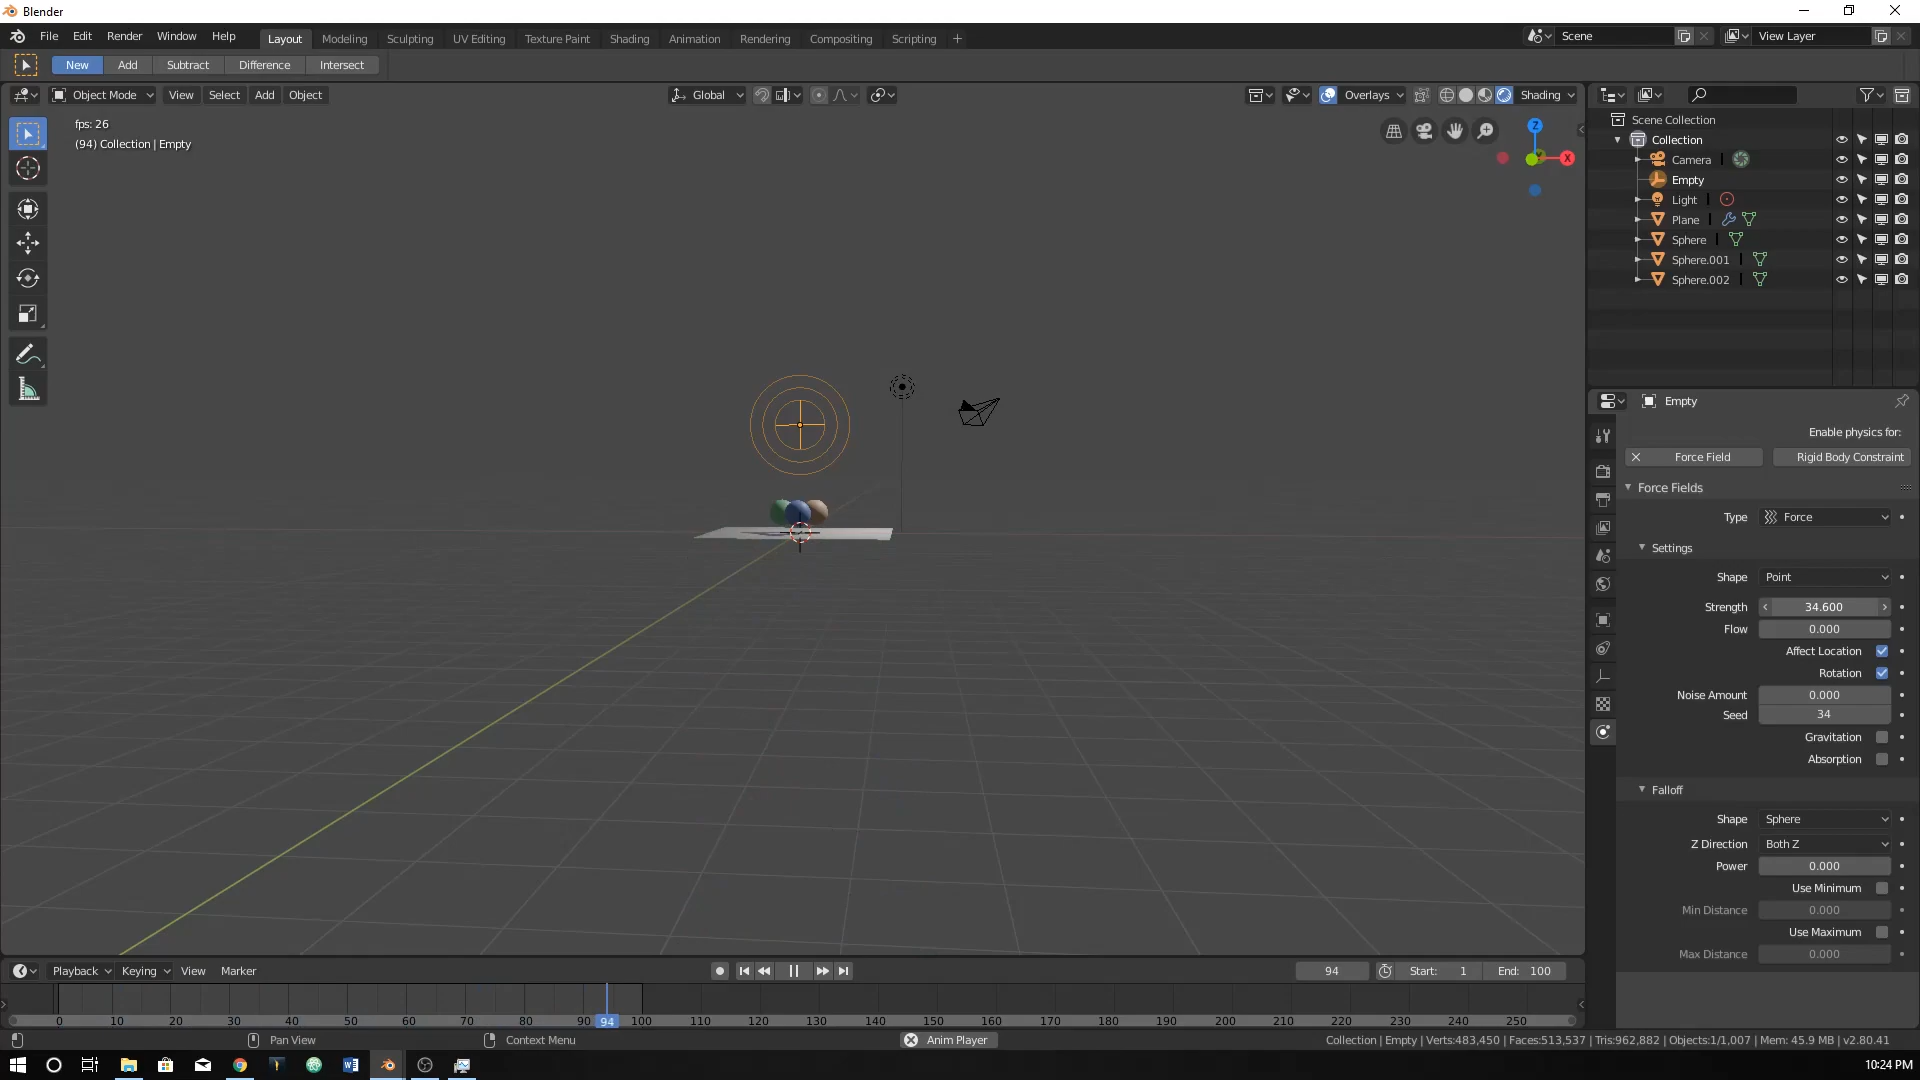 Blender
File Edit Render Window Help Layout Modeling Sculpting UV Editing Texture Paint Shading Animation Rendering Compositing Scripting + Scene View Layer
New Add Subtract Difference Intersect
Object Mode View Select Add Object Global Overlays Shading
fps: 26
(94) Collection | Empty
Z
X
Scene Collection
Collection
Camera
Empty
Light
Plane
Sphere
Sphere.001
Sphere.002
Empty
Enable physics for:
Force Field Rigid Body Constraint
Force Fields
Type Force
Settings
Shape Point
Strength 34.600
Flow 0.000
Affect Location
Rotation
Noise Amount 0.000
Seed 34
Gravitation
Absorption
Falloff
Shape Sphere
Z Direction Both Z
Power 0.000
Use Minimum
Min Distance 0.000
Use Maximum
Max Distance 0.000
Playback Keying View Marker 94 Start: 1 End: 100
0 10 20 30 40 50 60 70 80 90 94 100 110 120 130 140 150 160 170 180 190 200 210 220 230 240 250
Pan View Context Menu Anim Player Collection | Empty | Verts:483,450 | Faces:513,537 | Tris:962,882 | Objects:1/1,007 | Mem: 45.9 MB | v2.80.41
10:24 PM